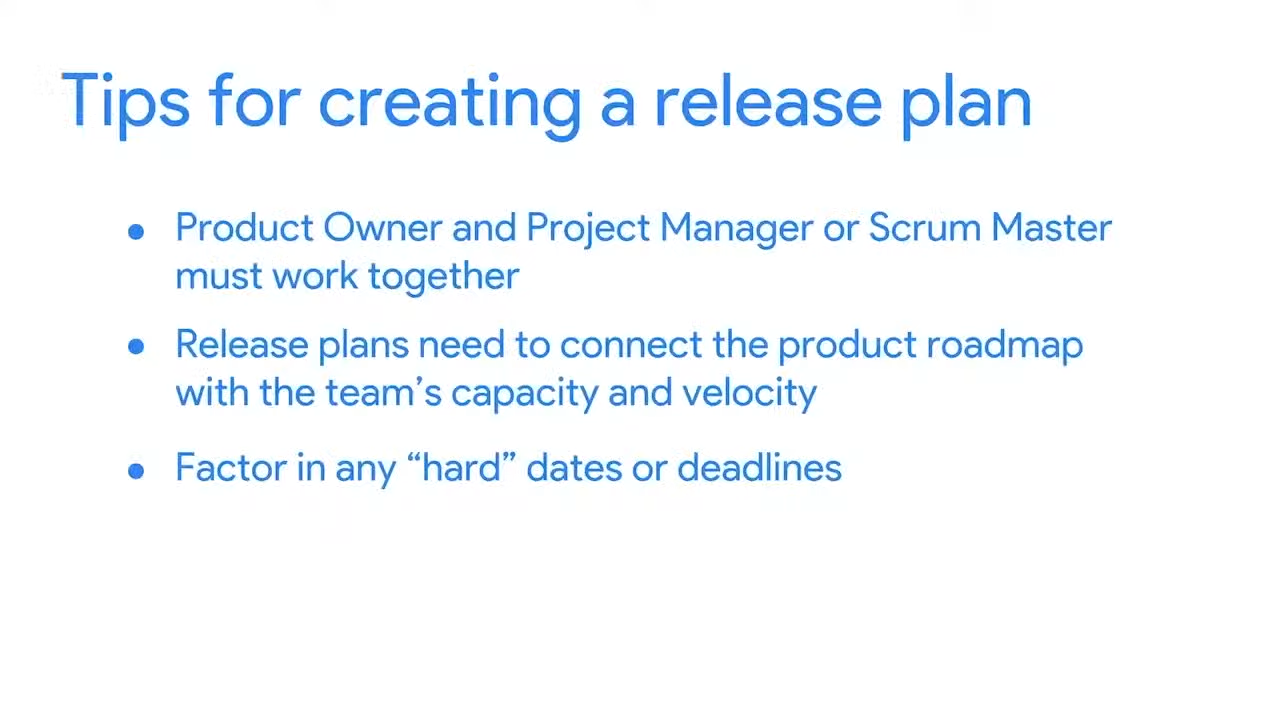 Tips for creating a release plan
• Product Owner and Project Manager or Scrum Master
must work together
• Release plans need to connect the product roadmap
with the team’s capacity and velocity
• Factor in any “hard” dates or deadlines